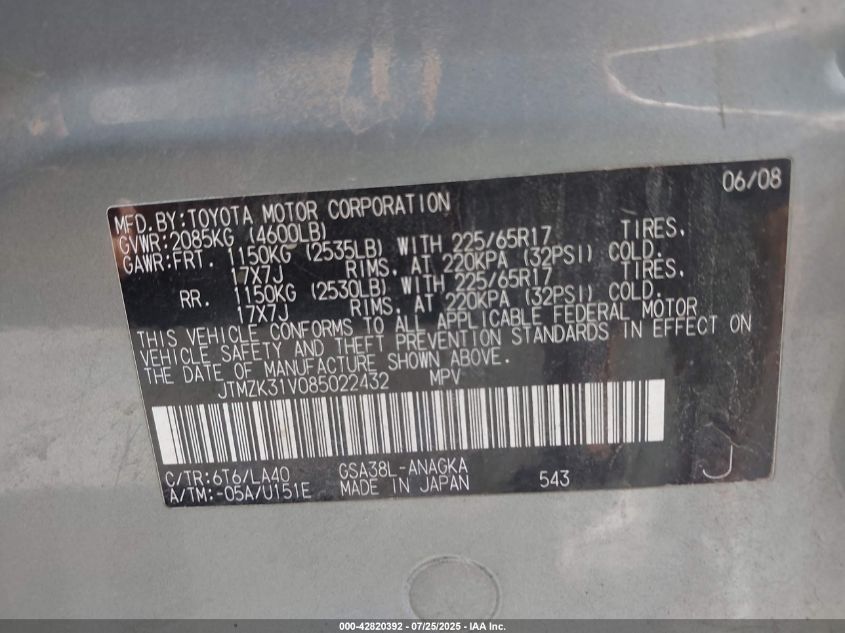 06/08
MFD.BY:TOYOTA MOTOR CORPORATION
GVWR:2085KG (4600LB)
GAWR:FRT. 1150KG (2535LB) WITH 225/65R17 TIRES.
17X7J RIMS. AT 220KPA (32PSI) COLD.
RR. 1150KG (2530LB) WITH 225/65R17 TIRES.
17X7J RIMS. AT 220KPA (32PSI) COLD.
THIS VEHICLE CONFORMS TO ALL APPLICABLE FEDERAL MOTOR
VEHICLE SAFETY AND THEFT PREVENTION STANDARDS IN EFFECT ON
THE DATE OF MANUFACTURE SHOWN ABOVE.
JTMZK31V085022432 MPV
C/TR:6T6/LA40 GSA38L-ANAGKA
A/TM:-05A/U151E MADE IN JAPAN 543 J
000-42820392 - 07/25/2025 - IAA Inc.